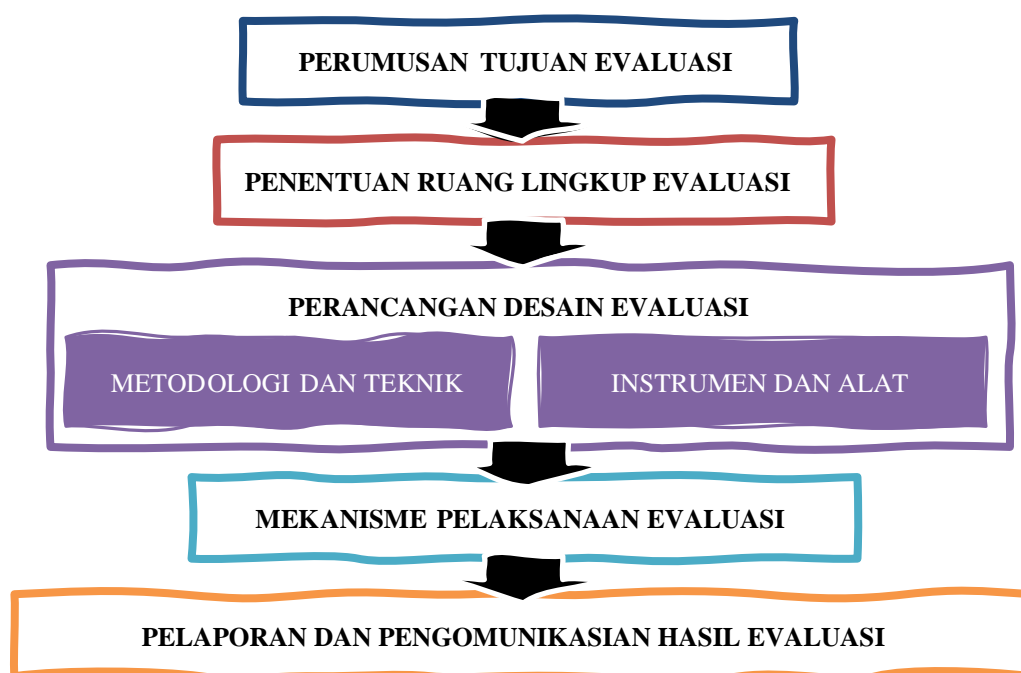 PERUMUSAN TUJUAN EVALUASI
PENENTUAN RUANG LINGKUP EVALUASI
PERANCANGAN DESAIN EVALUASI
METODOLOGI DAN TEKNIK
INSTRUMEN DAN ALAT
MEKANISME PELAKSANAAN EVALUASI
PELAPORAN DAN PENGOMUNIKASIAN HASIL EVALUASI